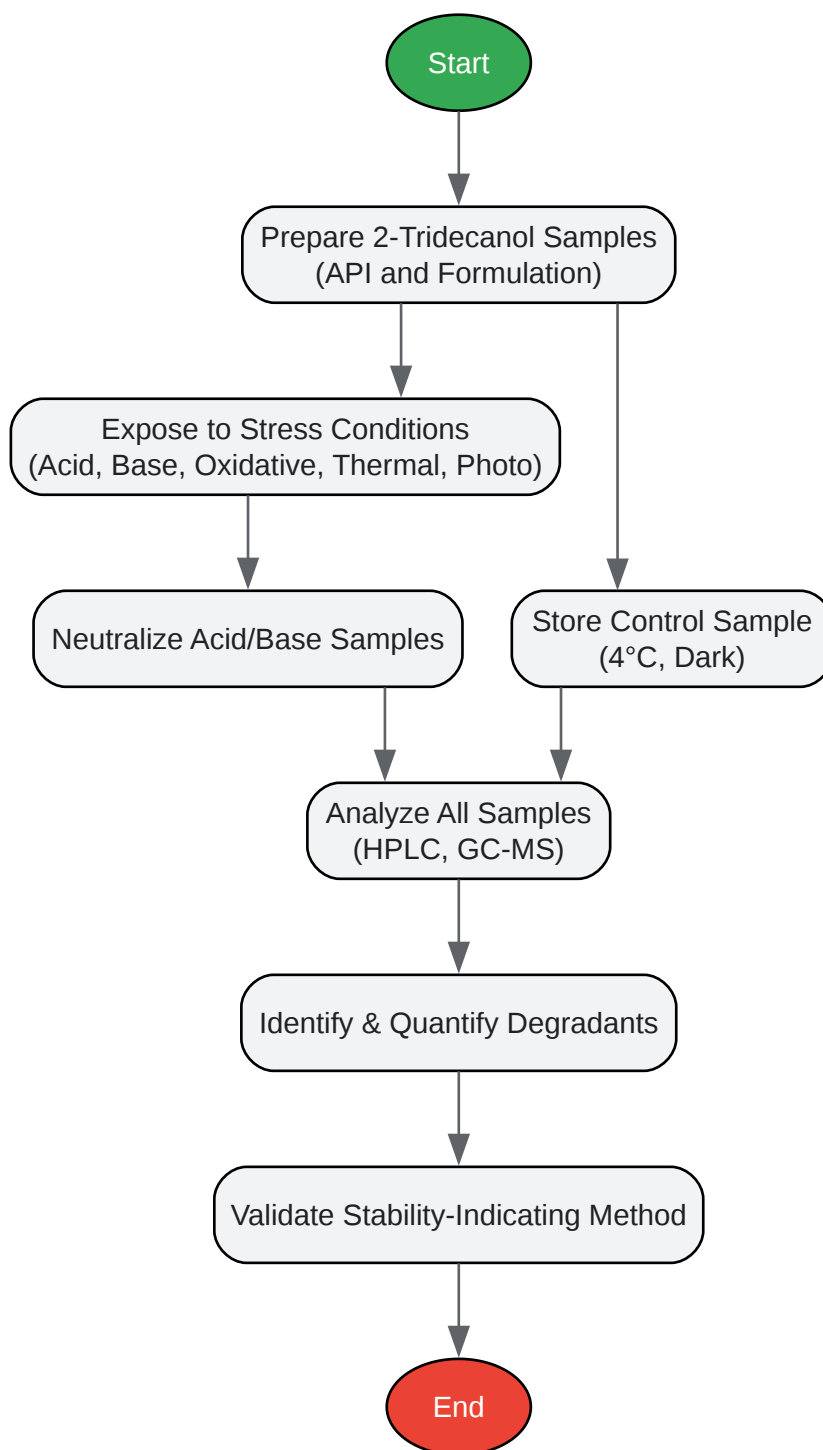 Start
Prepare 2-Tridecanol Samples
(API and Formulation)
Expose to Stress Conditions
(Acid, Base, Oxidative, Thermal, Photo)
Neutralize Acid/Base Samples
Store Control Sample
(4°C, Dark)
Analyze All Samples
(HPLC, GC-MS)
Identify & Quantify Degradants
Validate Stability-Indicating Method
End